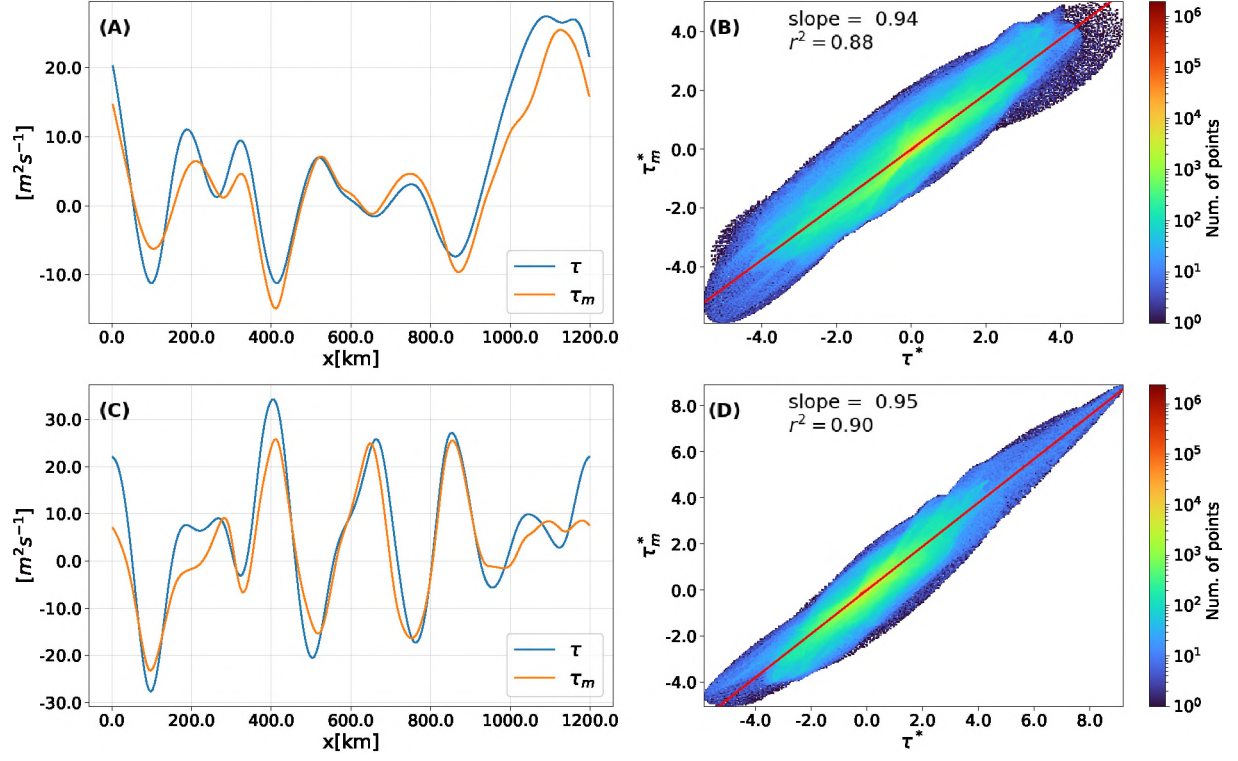 (A)
[m²s⁻¹]
20.0
10.0
0.0
-10.0
τ
τₘ
0.0 200.0 400.0 600.0 800.0 1000.0 1200.0
x[km]
(B)
slope = 0.94
r² = 0.88
τ*ₘ
4.0
2.0
0.0
-2.0
-4.0
-4.0 -2.0 0.0 2.0 4.0
τ*
10⁶
10⁵
10⁴
10³
10²
10¹
10⁰
Num. of points
(C)
[m²s⁻¹]
30.0
20.0
10.0
0.0
-10.0
-20.0
-30.0
τ
τₘ
0.0 200.0 400.0 600.0 800.0 1000.0 1200.0
x[km]
(D)
slope = 0.95
r² = 0.90
τ*ₘ
8.0
6.0
4.0
2.0
0.0
-2.0
-4.0
-4.0 -2.0 0.0 2.0 4.0 6.0 8.0
τ*
10⁶
10⁵
10⁴
10³
10²
10¹
10⁰
Num. of points